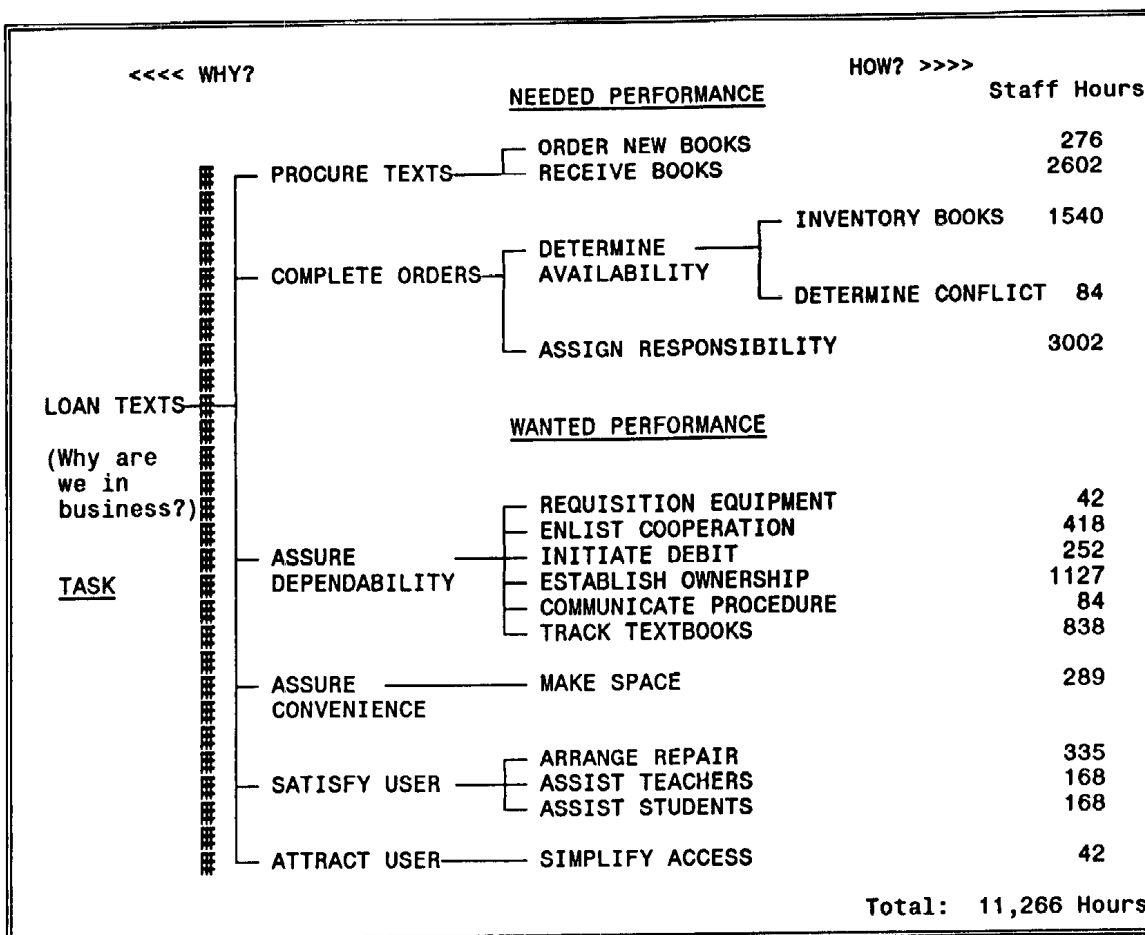 <<<< WHY? HOW? >>>>
NEEDED PERFORMANCE Staff Hours
ORDER NEW BOOKS 276
PROCURE TEXTS RECEIVE BOOKS 2602
INVENTORY BOOKS 1540
DETERMINE
COMPLETE ORDERS AVAILABILITY
DETERMINE CONFLICT 84
ASSIGN RESPONSIBILITY 3002
LOAN TEXTS
WANTED PERFORMANCE
(Why are
we in
business?)
REQUISITION EQUIPMENT 42
ENLIST COOPERATION 418
ASSURE INITIATE DEBIT 252
DEPENDABILITY ESTABLISH OWNERSHIP 1127
TASK
COMMUNICATE PROCEDURE 84
TRACK TEXTBOOKS 838
ASSURE MAKE SPACE 289
CONVENIENCE
ARRANGE REPAIR 335
SATISFY USER ASSIST TEACHERS 168
ASSIST STUDENTS 168
ATTRACT USER SIMPLIFY ACCESS 42
Total: 11,266 Hours